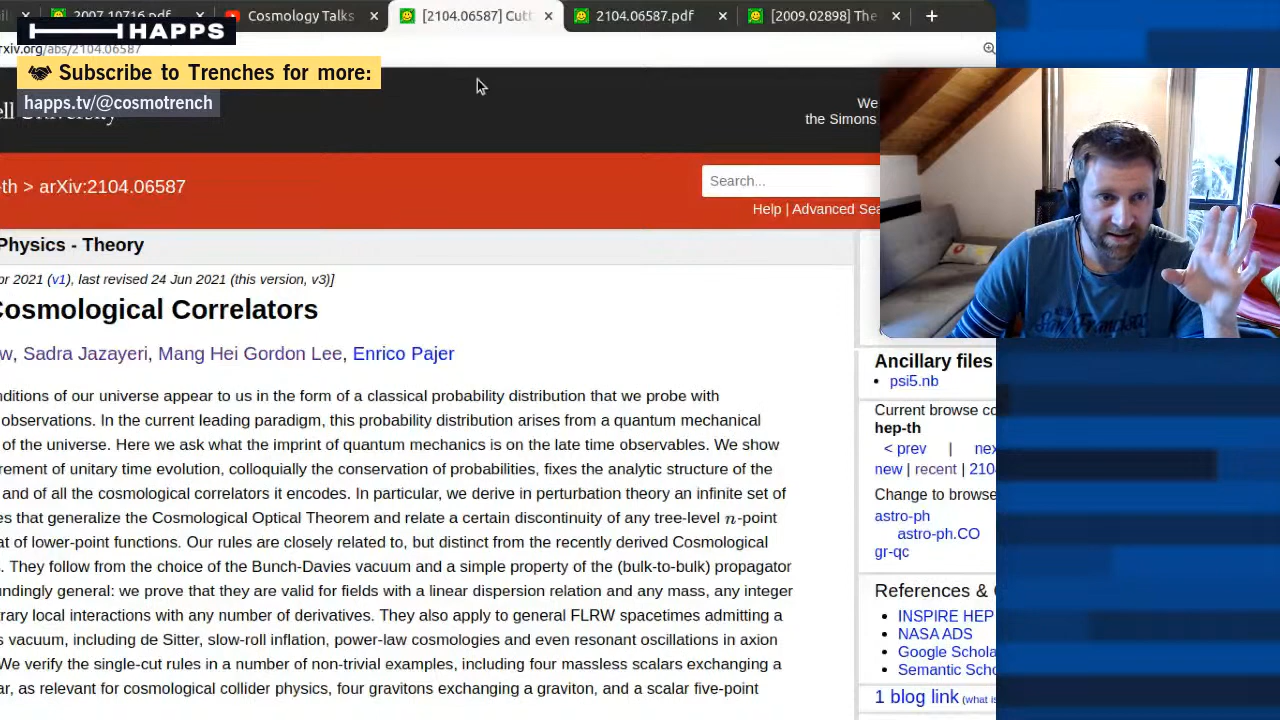 2007.10716.pdf
Cosmology Talks
[2104.06587] Cutt
2104.06587.pdf
[2009.02898] The
HAPPS
rxiv.org/abs/2104.06587
Subscribe to Trenches for more:
happs.tv/@cosmotrench
ell University
We
the Simons
-th > arXiv:2104.06587
Search...
Help | Advanced Sea
Physics - Theory
pr 2021 (v1), last revised 24 Jun 2021 (this version, v3)]
Cosmological Correlators
w, Sadra Jazayeri, Mang Hei Gordon Lee, Enrico Pajer
nditions of our universe appear to us in the form of a classical probability distribution that we probe with
observations. In the current leading paradigm, this probability distribution arises from a quantum mechanical
of the universe. Here we ask what the imprint of quantum mechanics is on the late time observables. We show
rement of unitary time evolution, colloquially the conservation of probabilities, fixes the analytic structure of the
and of all the cosmological correlators it encodes. In particular, we derive in perturbation theory an infinite set of
es that generalize the Cosmological Optical Theorem and relate a certain discontinuity of any tree-level n-point
at of lower-point functions. Our rules are closely related to, but distinct from the recently derived Cosmological
. They follow from the choice of the Bunch-Davies vacuum and a simple property of the (bulk-to-bulk) propagator
undingly general: we prove that they are valid for fields with a linear dispersion relation and any mass, any integer
rary local interactions with any number of derivatives. They also apply to general FLRW spacetimes admitting a
s vacuum, including de Sitter, slow-roll inflation, power-law cosmologies and even resonant oscillations in axion
We verify the single-cut rules in a number of non-trivial examples, including four massless scalars exchanging a
ar, as relevant for cosmological collider physics, four gravitons exchanging a graviton, and a scalar five-point
Ancillary files
psi5.nb
Current browse co
hep-th
< prev | nex
new | recent | 2104
Change to browse
astro-ph
astro-ph.CO
gr-qc
References & C
INSPIRE HEP
NASA ADS
Google Schola
Semantic Scho
1 blog link (what is